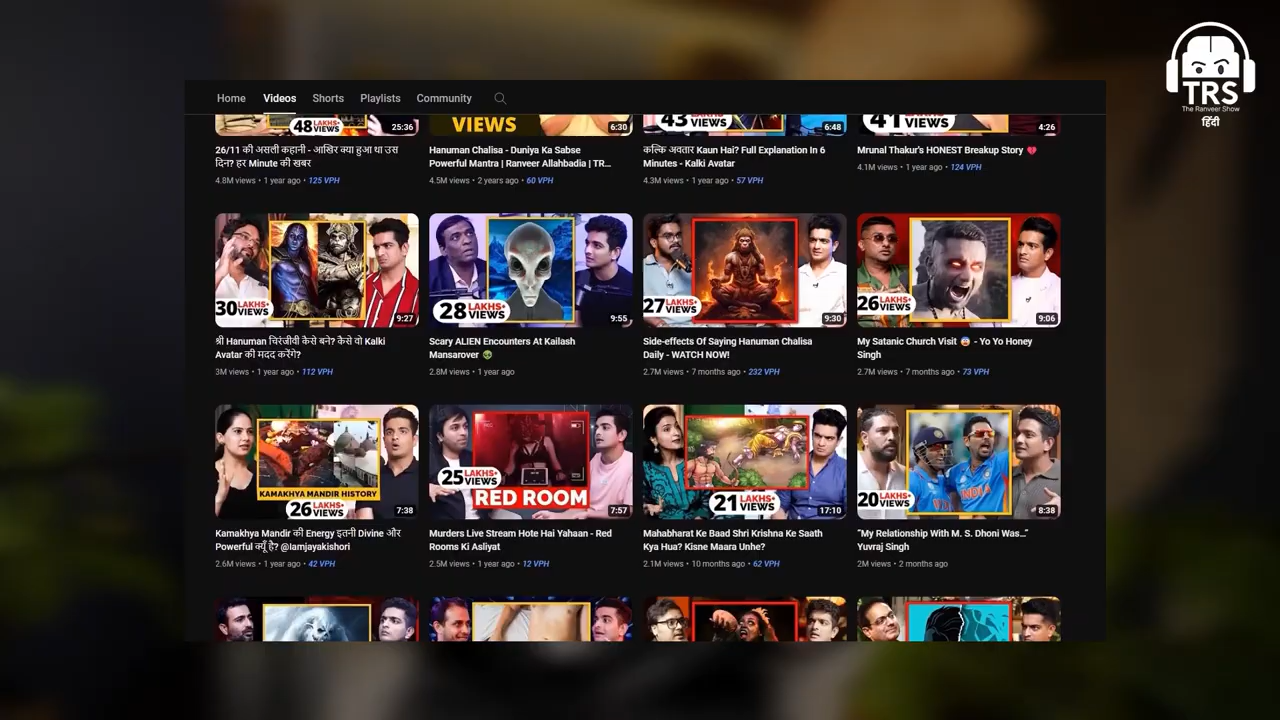 TRS
The Ranveer Show
हिंदी
Home Videos Shorts Playlists Community
48 LAKHS+ VIEWS
25:36
VIEWS
6:30
43
6:48
41
4:26
26/11 की असली कहानी - आखिर क्या हुआ था उस
दिन? हर Minute की खबर
4.8M views • 1 year ago • 125 VPH
Hanuman Chalisa - Duniya Ka Sabse
Powerful Mantra | Ranveer Allahbadia | TR...
4.5M views • 2 years ago • 60 VPH
कल्कि अवतार Kaun Hai? Full Explanation In 6
Minutes - Kalki Avatar
4.3M views • 1 year ago • 57 VPH
Mrunal Thakur's HONEST Breakup Story 💔
4.1M views • 1 year ago • 124 VPH
30 LAKHS+ VIEWS
9:27
28 LAKHS+ VIEWS
9:55
27 LAKHS+ VIEWS
9:30
26 LAKHS+ VIEWS
9:06
श्री Hanuman चिरंजीवी कैसे बने? कैसे वो Kalki
Avatar की मदद करेंगे?
3M views • 1 year ago • 112 VPH
Scary ALIEN Encounters At Kailash
Mansarover 👽
2.8M views • 1 year ago
Side-effects Of Saying Hanuman Chalisa
Daily - WATCH NOW!
2.7M views • 7 months ago • 232 VPH
My Satanic Church Visit 😱 - Yo Yo Honey
Singh
2.7M views • 7 months ago • 73 VPH
KAMAKHYA MANDIR HISTORY
26 LAKHS+ VIEWS
7:38
25 LAKHS+ VIEWS
RED ROOM
7:57
21 LAKHS+ VIEWS
17:10
INDIA
20 LAKHS+ VIEWS
8:38
Kamakhya Mandir की Energy इतनी Divine और
Powerful क्यूँ है? @Iamjayakishori
2.6M views • 1 year ago • 42 VPH
Murders Live Stream Hote Hai Yahaan - Red
Rooms Ki Asliyat
2.5M views • 1 year ago • 12 VPH
Mahabharat Ke Baad Shri Krishna Ke Saath
Kya Hua? Kisne Maara Unhe?
2.1M views • 10 months ago • 62 VPH
"My Relationship With M. S. Dhoni Was..."
Yuvraj Singh
2M views • 2 months ago